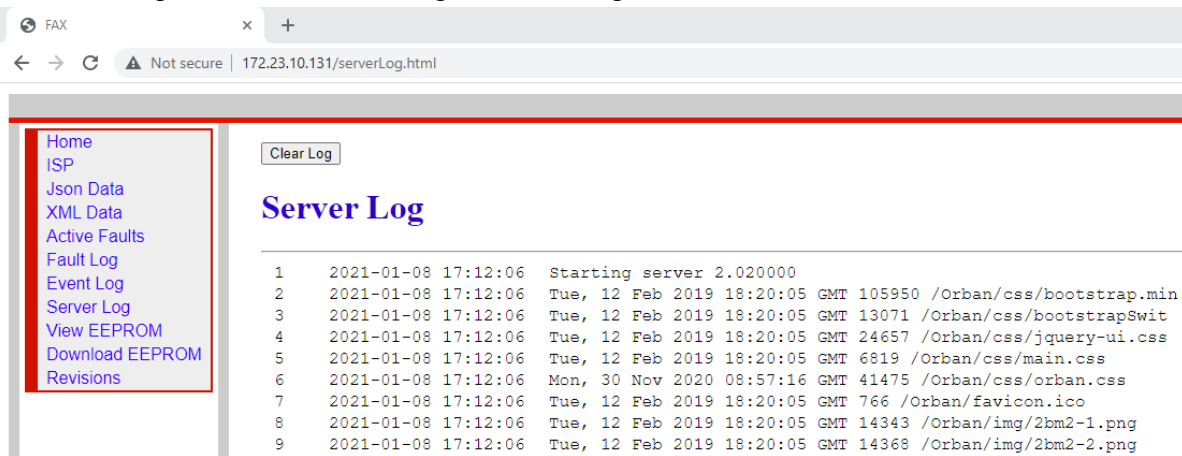 FAX
Not secure | 172.23.10.131/serverLog.html
Home
ISP
Json Data
XML Data
Active Faults
Fault Log
Event Log
Server Log
View EEPROM
Download EEPROM
Revisions
Clear Log
Server Log
1 2021-01-08 17:12:06 Starting server 2.020000
2 2021-01-08 17:12:06 Tue, 12 Feb 2019 18:20:05 GMT 105950 /Orban/css/bootstrap.min
3 2021-01-08 17:12:06 Tue, 12 Feb 2019 18:20:05 GMT 13071 /Orban/css/bootstrapSwit
4 2021-01-08 17:12:06 Tue, 12 Feb 2019 18:20:05 GMT 24657 /Orban/css/jquery-ui.css
5 2021-01-08 17:12:06 Tue, 12 Feb 2019 18:20:05 GMT 6819 /Orban/css/main.css
6 2021-01-08 17:12:06 Mon, 30 Nov 2020 08:57:16 GMT 41475 /Orban/css/orban.css
7 2021-01-08 17:12:06 Tue, 12 Feb 2019 18:20:05 GMT 766 /Orban/favicon.ico
8 2021-01-08 17:12:06 Tue, 12 Feb 2019 18:20:05 GMT 14343 /Orban/img/2bm2-1.png
9 2021-01-08 17:12:06 Tue, 12 Feb 2019 18:20:05 GMT 14368 /Orban/img/2bm2-2.png